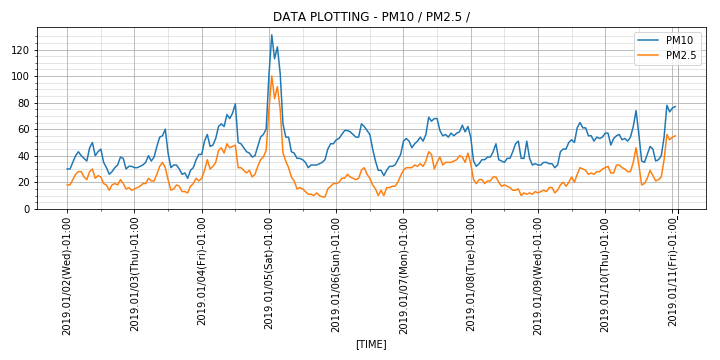 DATA PLOTTING - PM10 / PM2.5 /
PM10
PM2.5
120
100
80
60
40
20
0
2019.01/02(Wed)-01:00
2019.01/03(Thu)-01:00
2019.01/04(Fri)-01:00
2019.01/05(Sat)-01:00
2019.01/06(Sun)-01:00
2019.01/07(Mon)-01:00
2019.01/08(Tue)-01:00
2019.01/09(Wed)-01:00
2019.01/10(Thu)-01:00
2019.01/11(Fri)-01:00
[TIME]